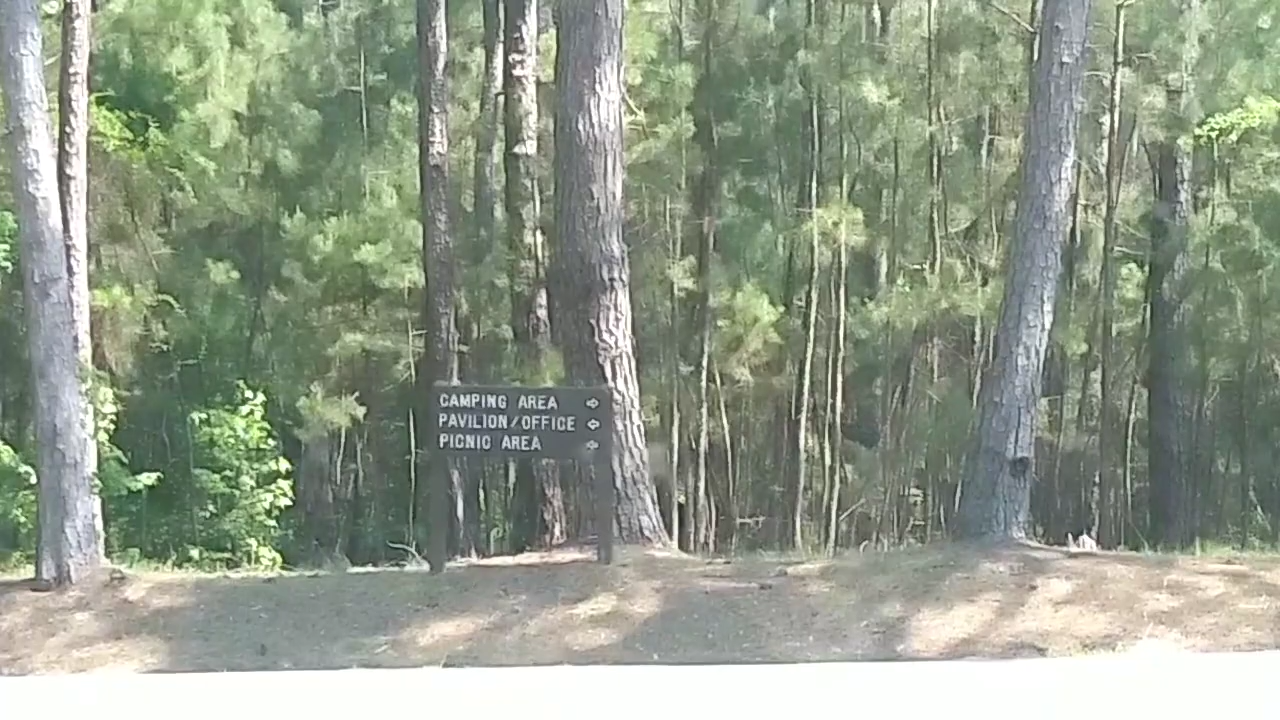 CAMPING AREA ⇨
PAVILION/OFFICE ⇦
PICNIC AREA ⇨